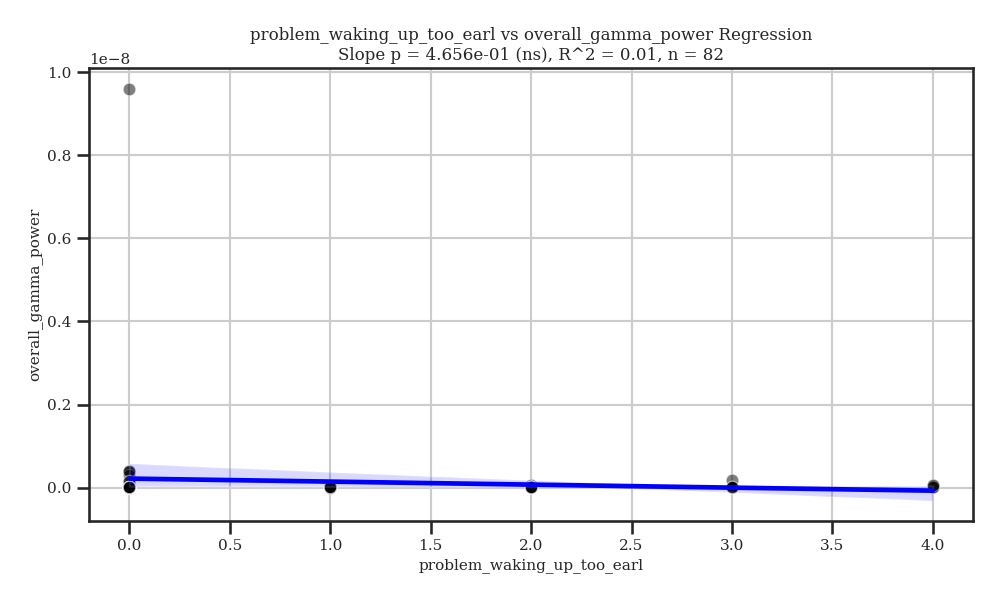 problem_waking_up_too_earl vs overall_gamma_power Regression
Slope p = 4.656e-01 (ns), R^2 = 0.01, n = 82
1e−8
1.0
0.8
0.6
0.4
0.2
0.0
overall_gamma_power
0.0 0.5 1.0 1.5 2.0 2.5 3.0 3.5 4.0
problem_waking_up_too_earl